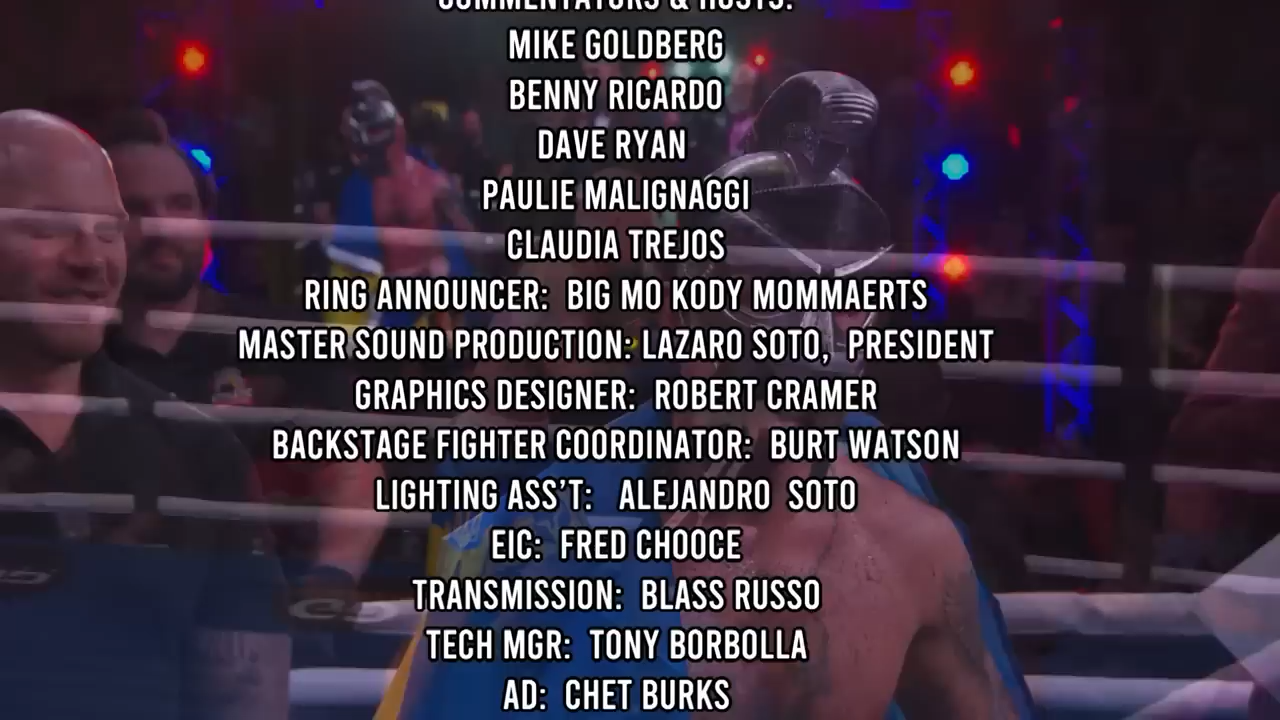 COMMENTATORS & HOSTS:
MIKE GOLDBERG
BENNY RICARDO
DAVE RYAN
PAULIE MALIGNAGGI
CLAUDIA TREJOS
RING ANNOUNCER: BIG MO KODY MOMMAERTS
MASTER SOUND PRODUCTION: LAZARO SOTO, PRESIDENT
GRAPHICS DESIGNER: ROBERT CRAMER
BACKSTAGE FIGHTER COORDINATOR: BURT WATSON
LIGHTING ASS'T: ALEJANDRO SOTO
EIC: FRED CHOOCE
TRANSMISSION: BLASS RUSSO
TECH MGR: TONY BORBOLLA
AD: CHET BURKS